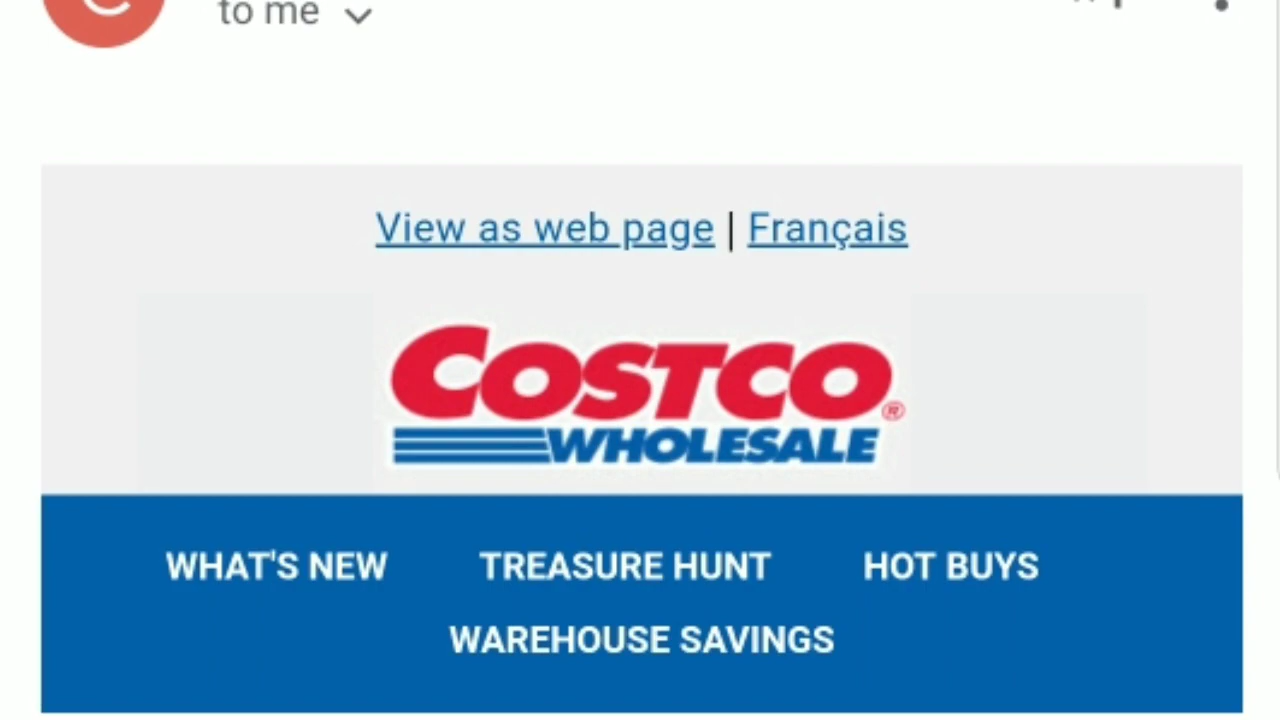 to me
View as web page | Français
COSTCO®
WHOLESALE
WHAT'S NEW TREASURE HUNT HOT BUYS
WAREHOUSE SAVINGS